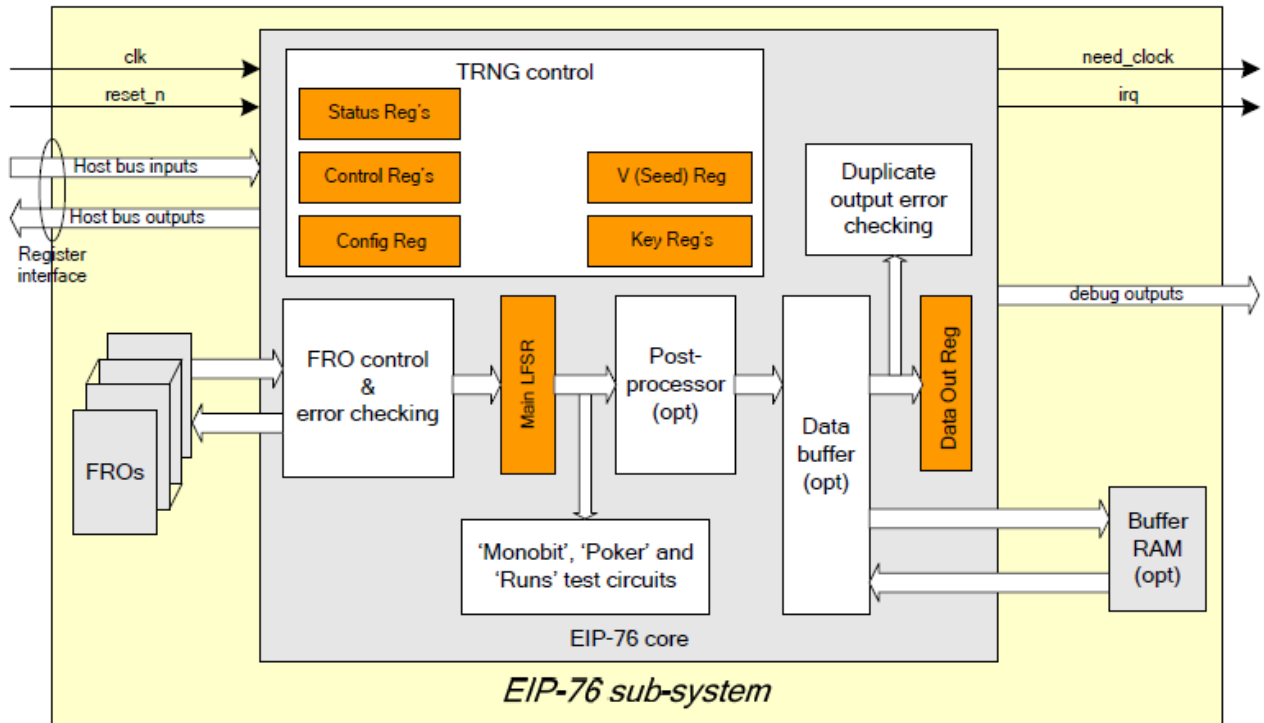 clk
reset_n
Host bus inputs
Host bus outputs
Register
interface
TRNG control
Status Reg's
Control Reg's
Config Reg
V (Seed) Reg
Key Reg's
need_clock
irq
Duplicate
output error
checking
debug outputs
FROs
FRO control
&
error checking
Main LFSR
Post-
processor
(opt)
Data
buffer
(opt)
Data Out Reg
'Monobit', 'Poker' and
'Runs' test circuits
Buffer
RAM
(opt)
EIP-76 core
EIP-76 sub-system